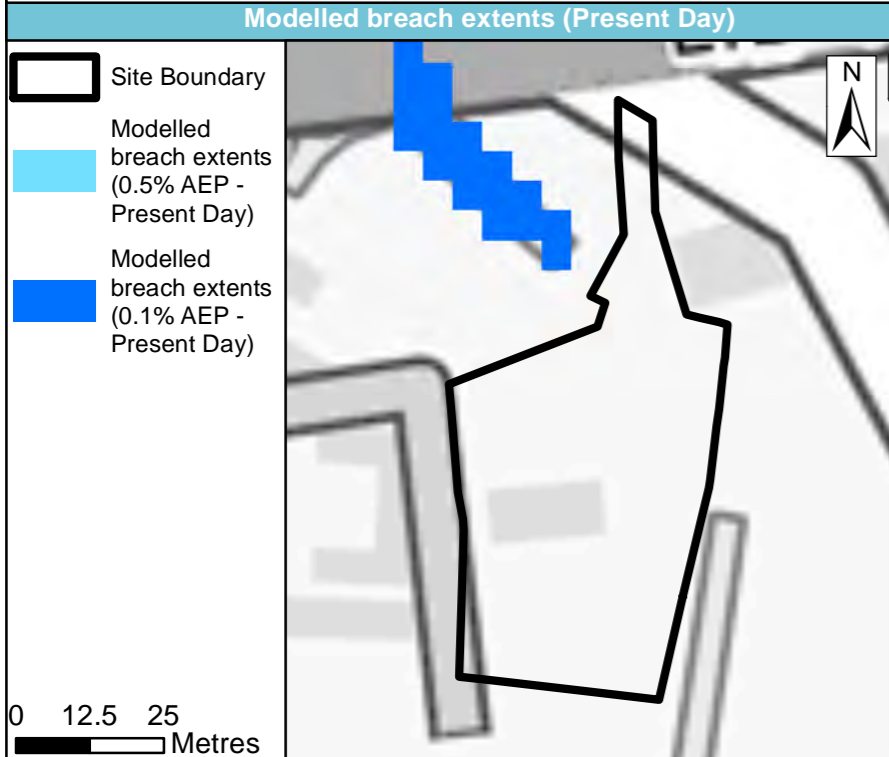 Modelled breach extents (Present Day)
Site Boundary
Modelled
breach extents
(0.5% AEP -
Present Day)
Modelled
breach extents
(0.1% AEP -
Present Day)
0 12.5 25
Metres
N